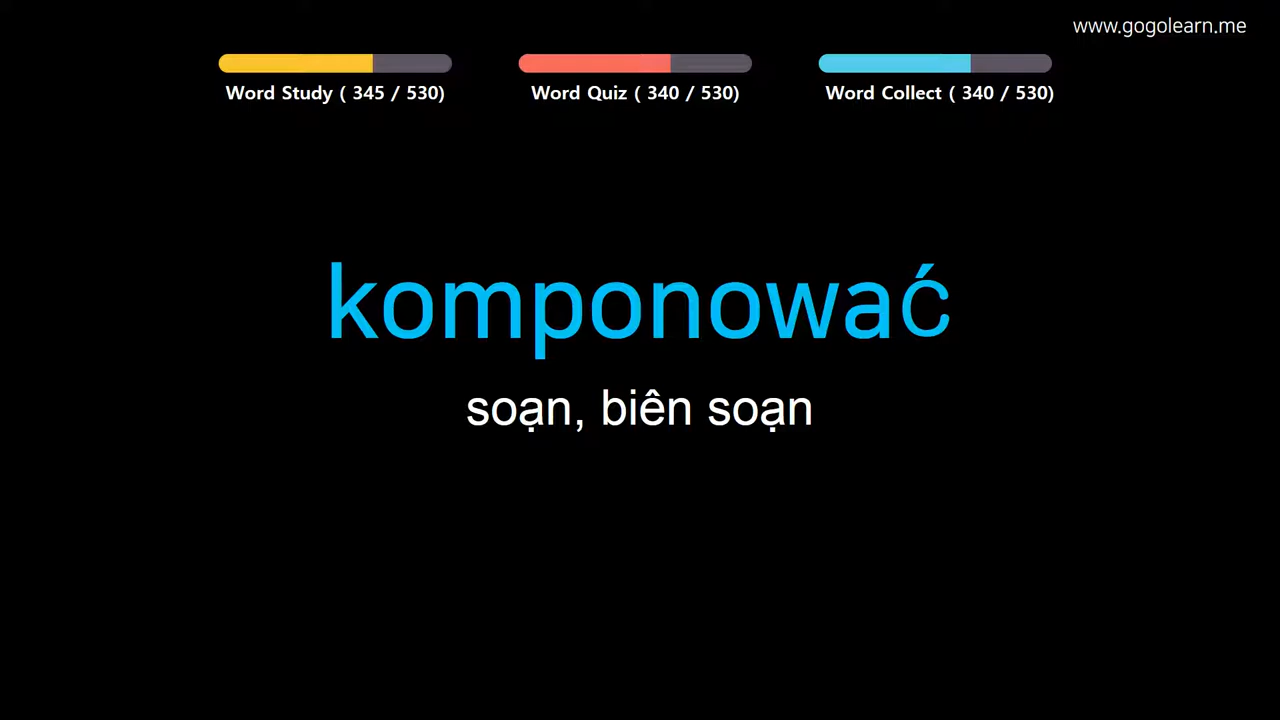 www.gogolearn.me
Word Study ( 345 / 530)
Word Quiz ( 340 / 530)
Word Collect ( 340 / 530)
komponować
soạn, biên soạn